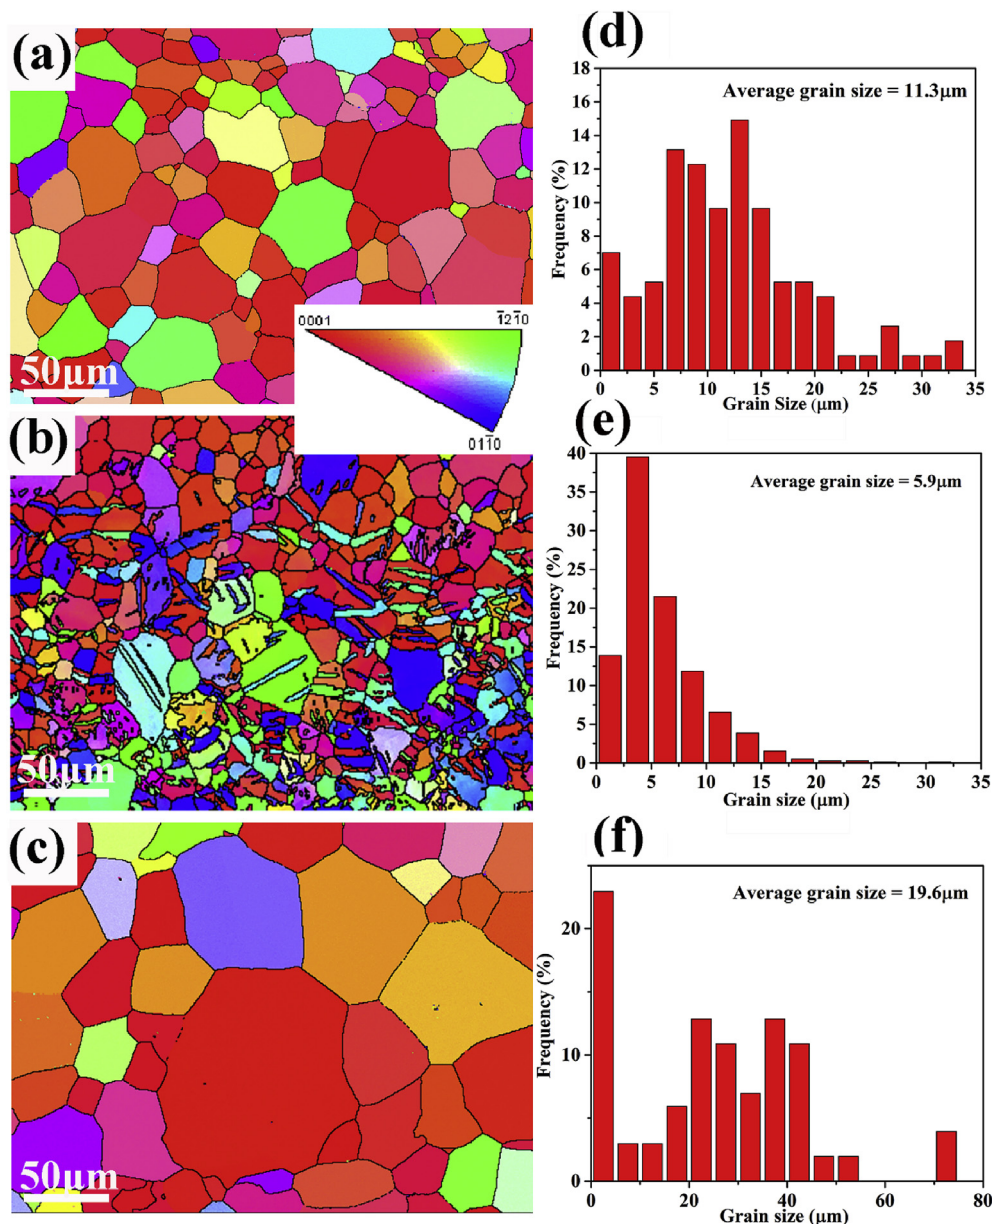 (a)
50μm
0001
1̅21̅0
011̅0
(b)
50μm
(c)
50μm
(d)
Average grain size = 11.3μm
Frequency (%)
18
16
14
12
10
8
6
4
2
0
0 5 10 15 20 25 30 35
Grain Size (μm)
(e)
Average grain size = 5.9μm
Frequency (%)
40
35
30
25
20
15
10
5
0
0 5 10 15 20 25 30 35
Grain size (μm)
(f)
Average grain size = 19.6μm
Frequency (%)
20
10
0
0 20 40 60 80
Grain size (μm)